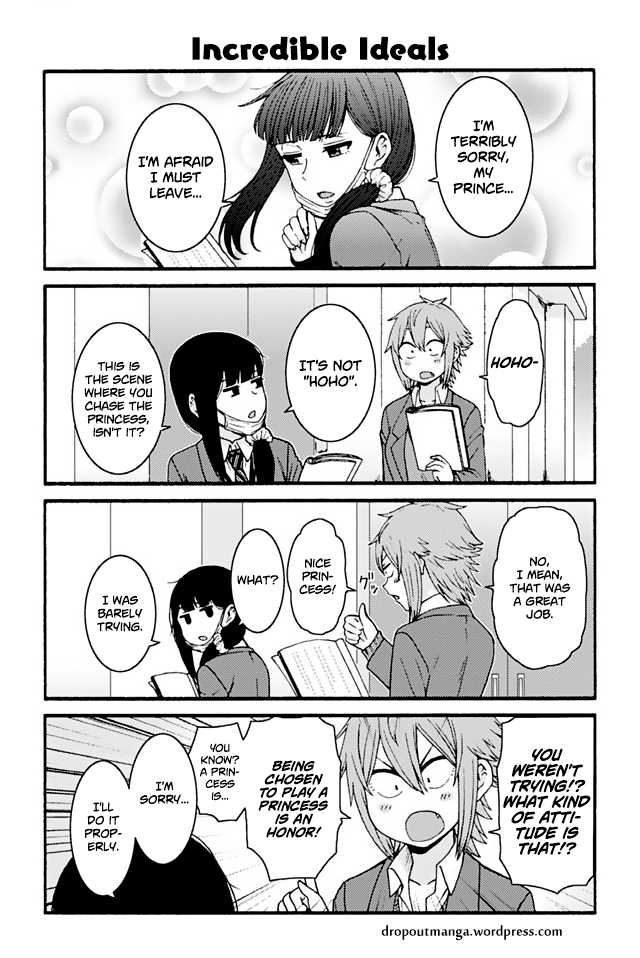 Incredible Ideals
I'M
TERRIBLY
SORRY,
MY
PRINCE...
I'M AFRAID
I MUST
LEAVE...
HOHO-
IT'S NOT
"HOHO".
THIS IS
THE SCENE
WHERE YOU
CHASE THE
PRINCESS,
ISN'T IT?
NO,
I MEAN,
THAT WAS
A GREAT
JOB.
NICE
PRIN-
CESS!
グッ
WHAT?
I WAS
BARELY
TRYING.
YOU
WEREN'T
TRYING!?
WHAT KIND
OF ATTI-
TUDE IS
THAT!?
BEING
CHOSEN
TO PLAY A
PRINCESS
IS AN
HONOR!
YOU
KNOW?
A PRIN-
CESS IS...
I'M
SORRY...
I'LL
DO IT
PROP-
ERLY.
dropoutmanga.wordpress.com